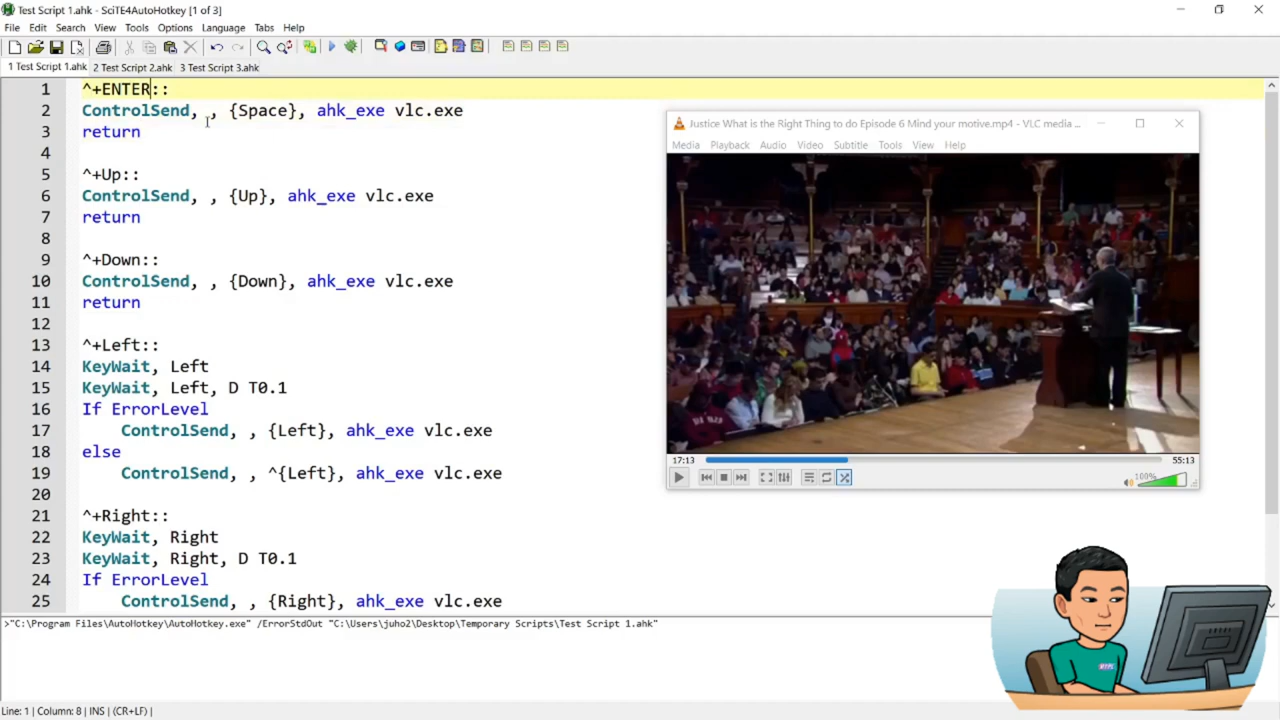 Test Script 1.ahk - SciTE4AutoHotkey [1 of 3]
File Edit Search View Tools Options Language Tabs Help
1 Test Script 1.ahk 2 Test Script 2.ahk 3 Test Script 3.ahk
1 ^+ENTER::
2 ControlSend, , {Space}, ahk_exe vlc.exe
3 return
4
5 ^+Up::
6 ControlSend, , {Up}, ahk_exe vlc.exe
7 return
8
9 ^+Down::
10 ControlSend, , {Down}, ahk_exe vlc.exe
11 return
12
13 ^+Left::
14 KeyWait, Left
15 KeyWait, Left, D T0.1
16 If ErrorLevel
17 ControlSend, , {Left}, ahk_exe vlc.exe
18 else
19 ControlSend, , ^{Left}, ahk_exe vlc.exe
20
21 ^+Right::
22 KeyWait, Right
23 KeyWait, Right, D T0.1
24 If ErrorLevel
25 ControlSend, , {Right}, ahk_exe vlc.exe
Justice What is the Right Thing to do Episode 6 Mind your motive.mp4 - VLC media ...
Media Playback Audio Video Subtitle Tools View Help
17:13 55:13
100%
>"C:\Program Files\AutoHotkey\AutoHotkey.exe" /ErrorStdOut "C:\Users\juho2\Desktop\Temporary Scripts\Test Script 1.ahk"
Line: 1 | Column: 8 | INS | (CR+LF) |